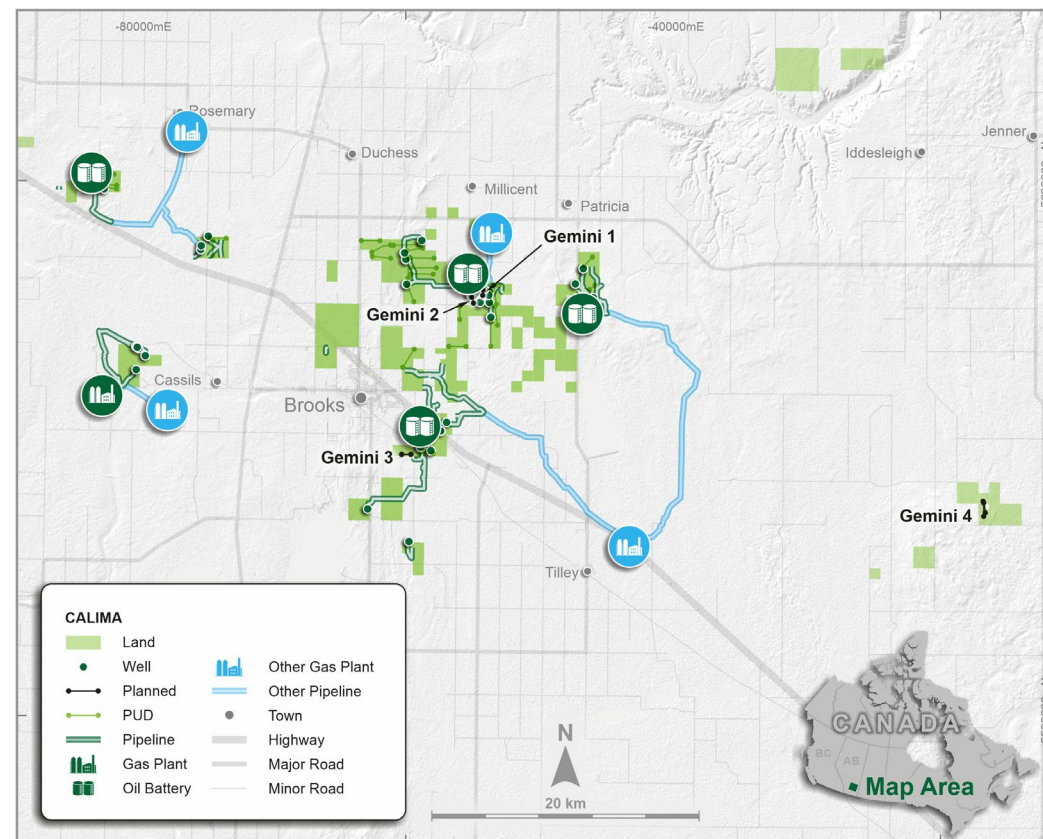 -80000mE
-40000mE
Rosemary
Duchess
Jenner
Iddesleigh
Millicent
Patricia
Gemini 1
Gemini 2
Cassils
Brooks
Gemini 3
Gemini 4
Tilley
CALIMA
Land
Well
Planned
PUD
Pipeline
Gas Plant
Oil Battery
Other Gas Plant
Other Pipeline
Town
Highway
Major Road
Minor Road
N
20 km
CANADA
BC
AB
Map Area